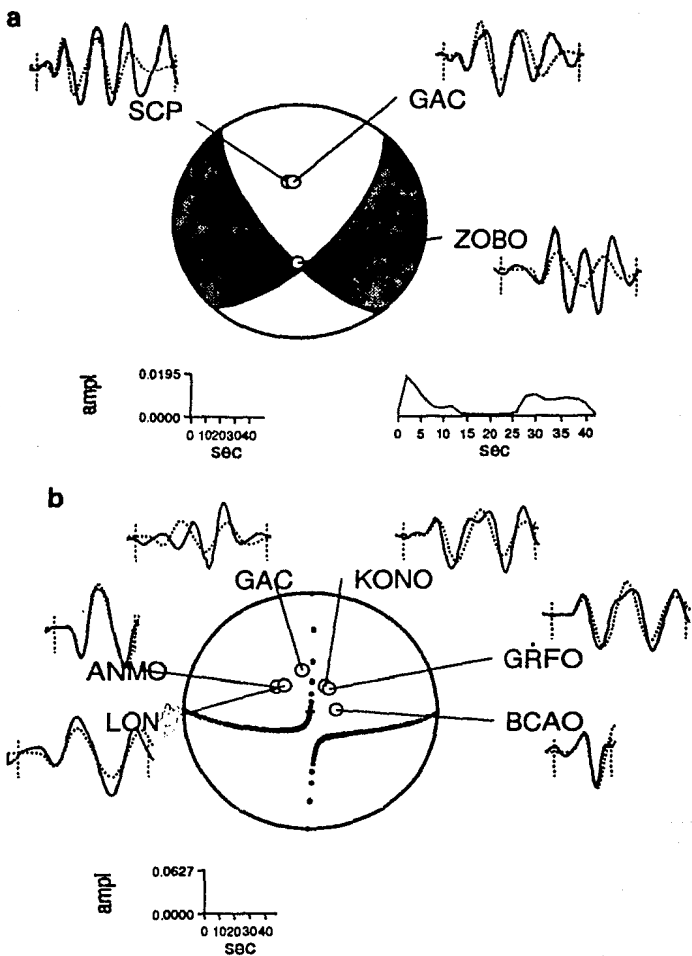 a
SCP
GAC
ZOBO
ampl
0.0195
0.0000
0 10203040
sec
0 5 10 15 20 25 30 35 40
sec
b
GAC
KONO
ANMO
GRFO
LON
BCAO
ampl
0.0627
0.0000
0 10203040
sec